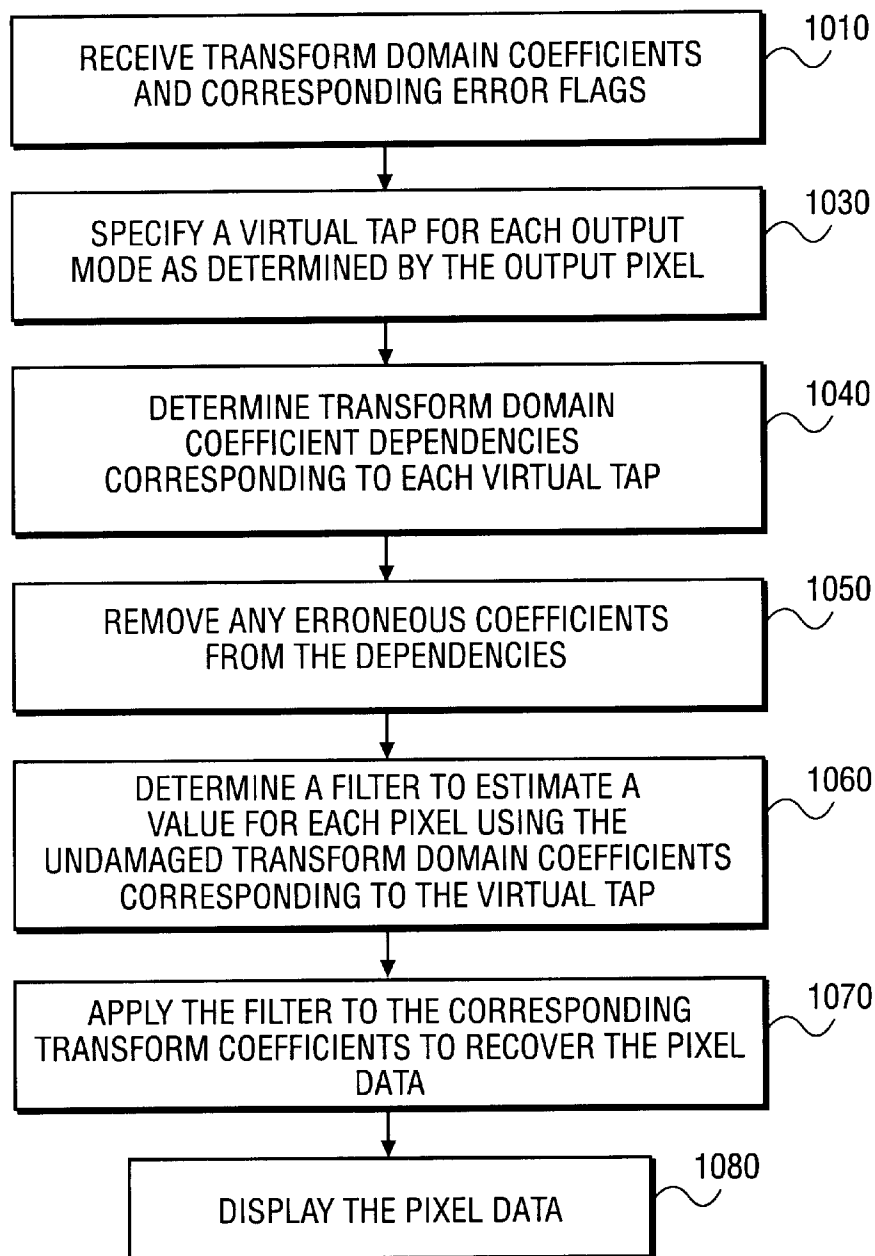 1010
RECEIVE TRANSFORM DOMAIN COEFFICIENTS
AND CORRESPONDING ERROR FLAGS
1030
SPECIFY A VIRTUAL TAP FOR EACH OUTPUT
MODE AS DETERMINED BY THE OUTPUT PIXEL
1040
DETERMINE TRANSFORM DOMAIN
COEFFICIENT DEPENDENCIES
CORRESPONDING TO EACH VIRTUAL TAP
1050
REMOVE ANY ERRONEOUS COEFFICIENTS
FROM THE DEPENDENCIES
1060
DETERMINE A FILTER TO ESTIMATE A
VALUE FOR EACH PIXEL USING THE
UNDAMAGED TRANSFORM DOMAIN COEFFICIENTS
CORRESPONDING TO THE VIRTUAL TAP
1070
APPLY THE FILTER TO THE CORRESPONDING
TRANSFORM COEFFICIENTS TO RECOVER THE PIXEL
DATA
1080
DISPLAY THE PIXEL DATA